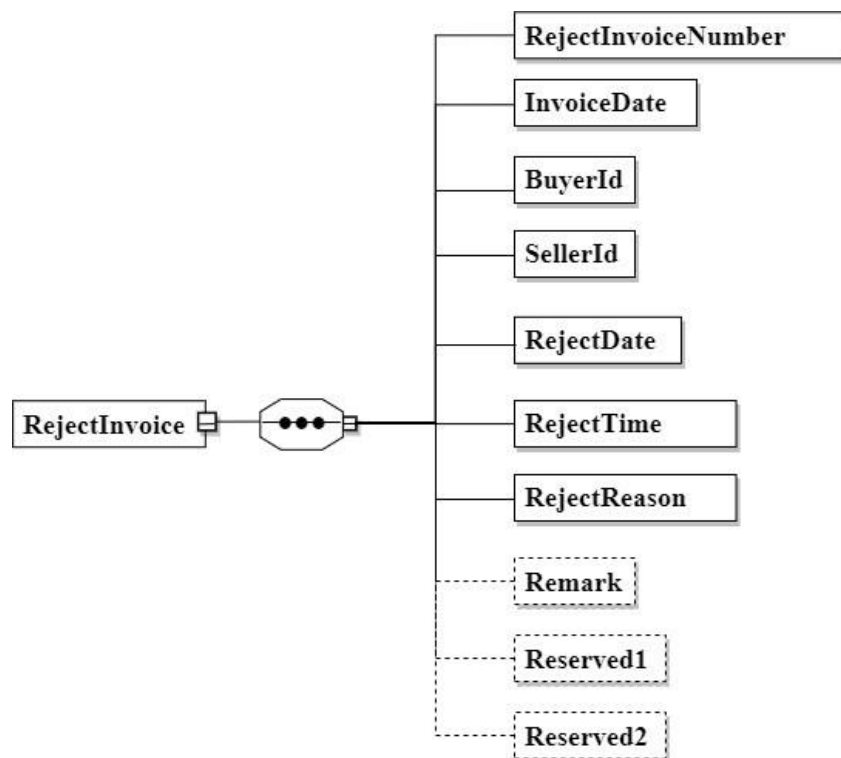 RejectInvoiceNumber
InvoiceDate
BuyerId
SellerId
RejectDate
RejectInvoice
RejectTime
RejectReason
Remark
Reserved1
Reserved2